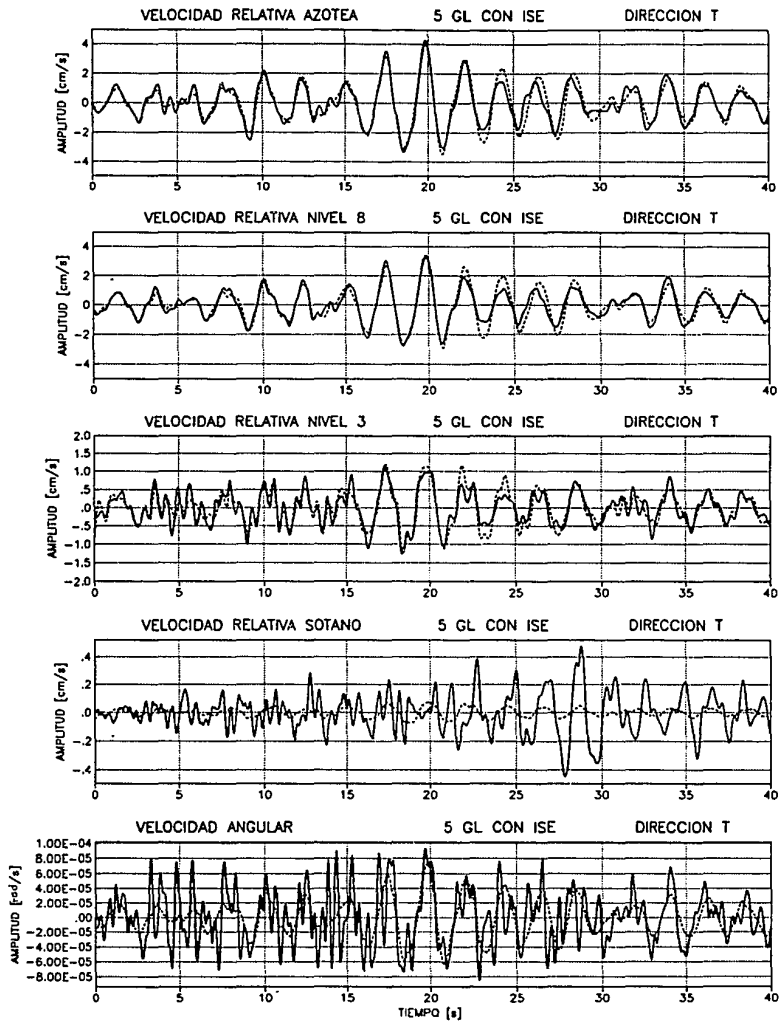 VELOCIDAD RELATIVA AZOTEA 5 GL CON ISE DIRECCION T
AMPLITUD [cm/s]
4
2
0
-2
-4
0 5 10 15 20 25 30 35 40
VELOCIDAD RELATIVA NIVEL 8 5 GL CON ISE DIRECCION T
AMPLITUD [cm/s]
4
2
0
-2
-4
0 5 10 15 20 25 30 35 40
VELOCIDAD RELATIVA NIVEL 3 5 GL CON ISE DIRECCION T
AMPLITUD [cm/s]
2.0
1.5
1.0
.5
.0
-.5
-1.0
-1.5
-2.0
0 5 10 15 20 25 30 35 40
VELOCIDAD RELATIVA SOTANO 5 GL CON ISE DIRECCION T
AMPLITUD [cm/s]
.4
.2
.0
-.2
-.4
0 5 10 15 20 25 30 35 40
VELOCIDAD ANGULAR 5 GL CON ISE DIRECCION T
AMPLITUD [rad/s]
1.00E-04
8.00E-05
6.00E-05
4.00E-05
2.00E-05
.00
-2.00E-05
-4.00E-05
-6.00E-05
-8.00E-05
0 5 10 15 20 25 30 35 40
TIEMPO [s]